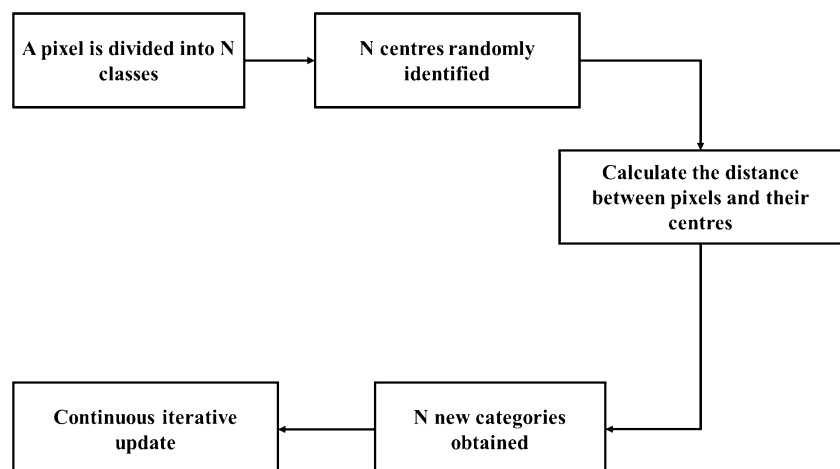 A pixel is divided into N
classes
N centres randomly
identified
Calculate the distance
between pixels and their
centres
N new categories
obtained
Continuous iterative
update